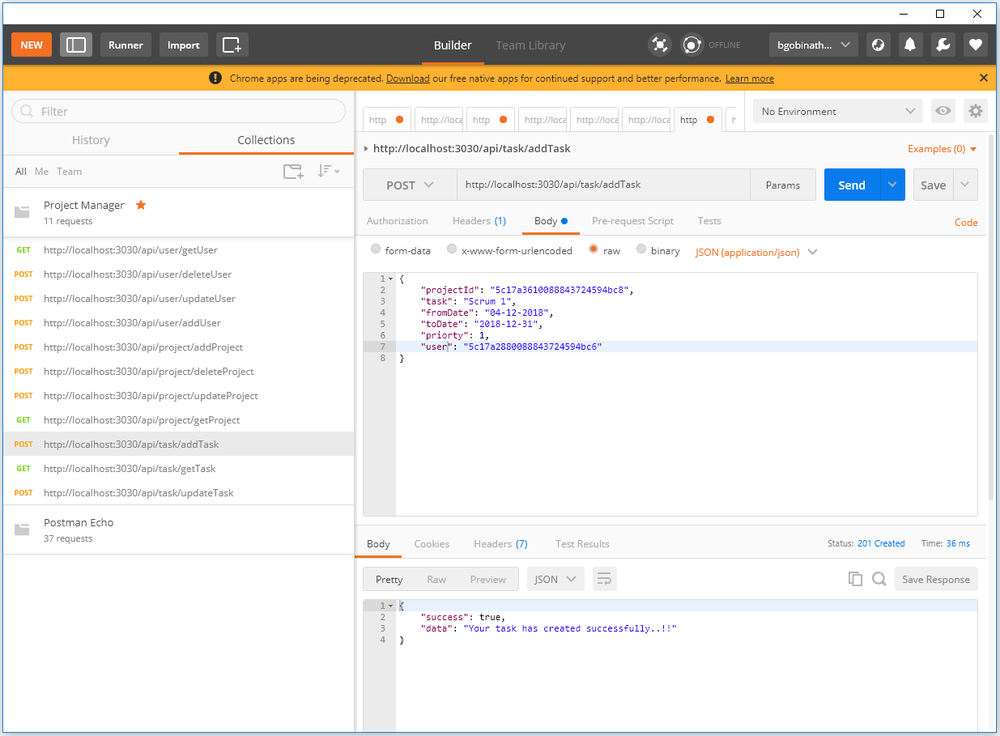 NEW Runner Import Builder Team Library OFFLINE bgobinath...
Chrome apps are being deprecated. Download our free native apps for continued support and better performance. Learn more
Filter
History Collections
All Me Team
Project Manager
11 requests
GET http://localhost:3030/api/user/getUser
POST http://localhost:3030/api/user/deleteUser
POST http://localhost:3030/api/user/updateUser
POST http://localhost:3030/api/user/addUser
POST http://localhost:3030/api/project/addProject
POST http://localhost:3030/api/project/deleteProject
POST http://localhost:3030/api/project/updateProject
GET http://localhost:3030/api/project/getProject
POST http://localhost:3030/api/task/addTask
GET http://localhost:3030/api/task/getTask
POST http://localhost:3030/api/task/updateTask
Postman Echo
37 requests
http http://loca http http://loca http://loca http://loca http h No Environment
http://localhost:3030/api/task/addTask Examples (0)
POST http://localhost:3030/api/task/addTask Params Send Save
Authorization Headers (1) Body Pre-request Script Tests Code
form-data x-www-form-urlencoded raw binary JSON (application/json)
1 {
2 "projectId": "5c17a3610088843724594bc8",
3 "task": "Scrum 1",
4 "fromDate": "04-12-2018",
5 "toDate": "2018-12-31",
6 "priorty": 1,
7 "user": "5c17a2880088843724594bc6"
8 }
Body Cookies Headers (7) Test Results Status: 201 Created Time: 36 ms
Pretty Raw Preview JSON Save Response
1 {
2 "success": true,
3 "data": "Your task has created successfully..!!"
4 }